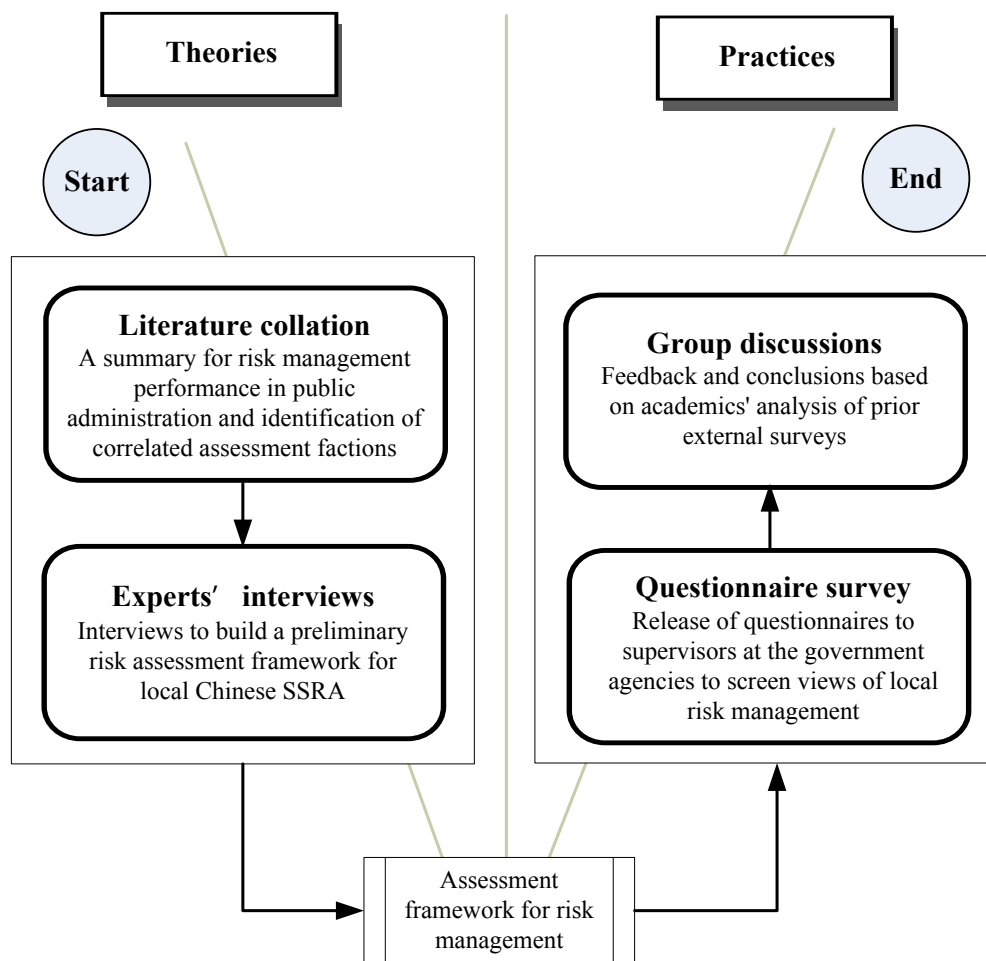 Theories
Practices
Start
End
Literature collation
A summary for risk management
performance in public
administration and identification of
correlated assessment factions
Experts' interviews
Interviews to build a preliminary
risk assessment framework for
local Chinese SSRA
Group discussions
Feedback and conclusions based
on academics' analysis of prior
external surveys
Questionnaire survey
Release of questionnaires to
supervisors at the government
agencies to screen views of local
risk management
Assessment
framework for risk
management